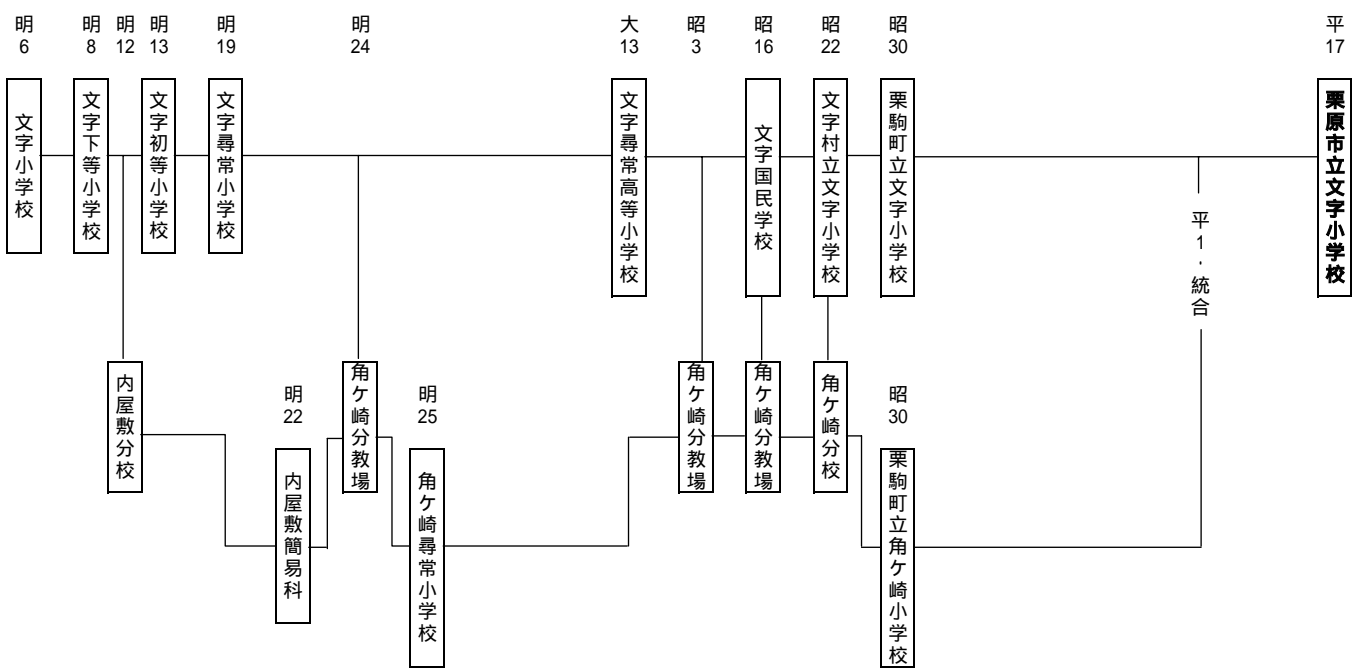 明
6
明
8
明
12
明
13
明
19
明
24
大
13
昭
3
昭
16
昭
22
昭
30
平
17
文字小学校
文字下等小学校
文字初等小学校
文字尋常小学校
文字尋常高等小学校
文字国民学校
文字村立文字小学校
栗駒町立文字小学校
栗原市立文字小学校
平1・統合
内屋敷分校
明
22
内屋敷簡易科
角ケ崎分教場
明
25
角ケ崎尋常小学校
角ケ崎分教場
角ケ崎分教場
角ケ崎分校
昭
30
栗駒町立角ケ崎小学校